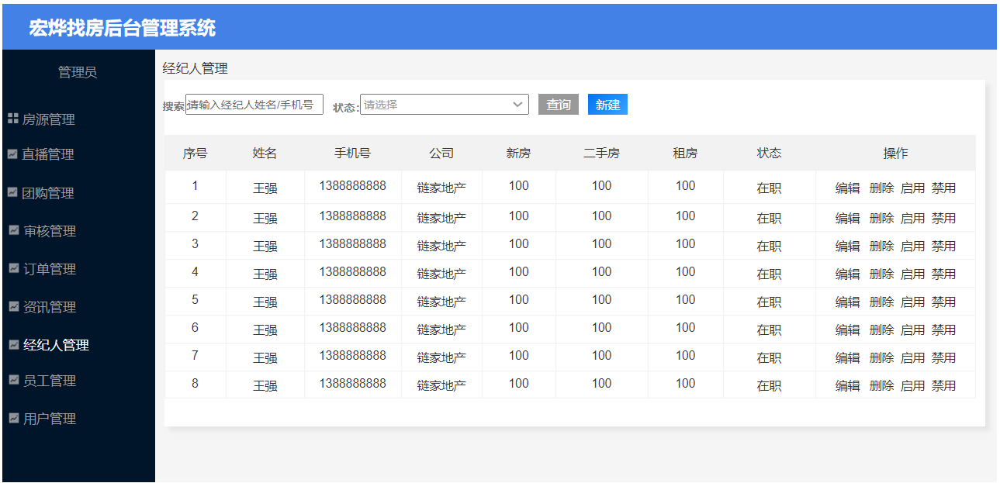 宏烨找房后台管理系统
管理员
房源管理
直播管理
团购管理
审核管理
订单管理
资讯管理
经纪人管理
员工管理
用户管理
经纪人管理
搜索:请输入经纪人姓名/手机号 状态: 请选择 查询 新建
序号 姓名 手机号 公司 新房 二手房 租房 状态 操作
1 王强 1388888888 链家地产 100 100 100 在职 编辑 删除 启用 禁用
2 王强 1388888888 链家地产 100 100 100 在职 编辑 删除 启用 禁用
3 王强 1388888888 链家地产 100 100 100 在职 编辑 删除 启用 禁用
4 王强 1388888888 链家地产 100 100 100 在职 编辑 删除 启用 禁用
5 王强 1388888888 链家地产 100 100 100 在职 编辑 删除 启用 禁用
6 王强 1388888888 链家地产 100 100 100 在职 编辑 删除 启用 禁用
7 王强 1388888888 链家地产 100 100 100 在职 编辑 删除 启用 禁用
8 王强 1388888888 链家地产 100 100 100 在职 编辑 删除 启用 禁用